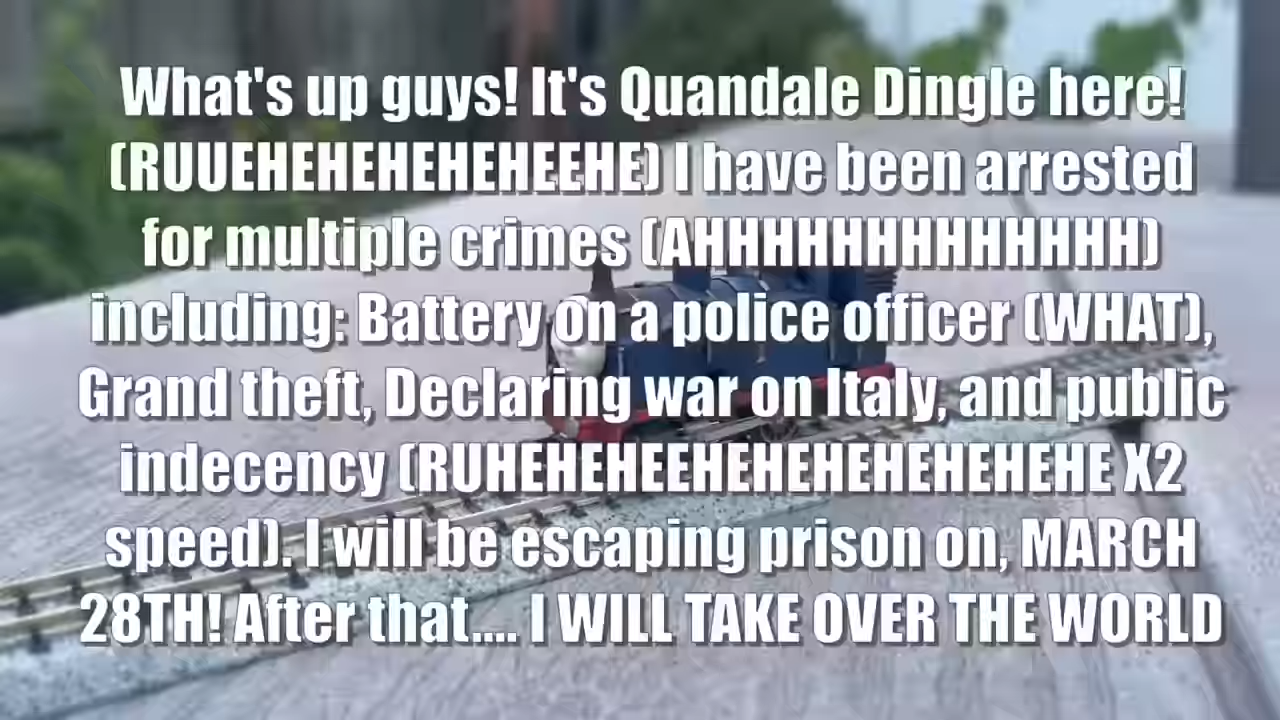 What's up guys! It's Quandale Dingle here!
(RUUEHEHEHEHEHEHEEHE) I have been arrested
for multiple crimes (AHHHHHHHHHHHHHH)
including: Battery on a police officer (WHAT),
Grand theft, Declaring war on Italy, and public
indecency (RUHEHEHEEHEHEHEHEHEHEHE X2
speed). I will be escaping prison on, MARCH
28TH! After that.... I WILL TAKE OVER THE WORLD